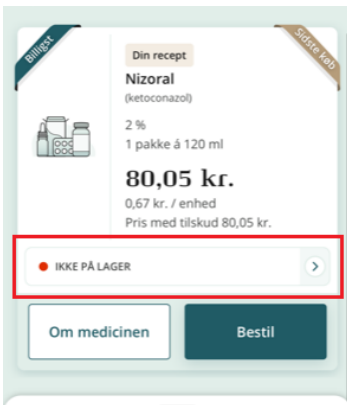 Billigst
Sidste køb
Din recept
Nizoral
(ketoconazol)
2 %
1 pakke á 120 ml
80,05 kr.
0,67 kr. / enhed
Pris med tilskud 80,05 kr.
IKKE PÅ LAGER
Om medicinen
Bestil